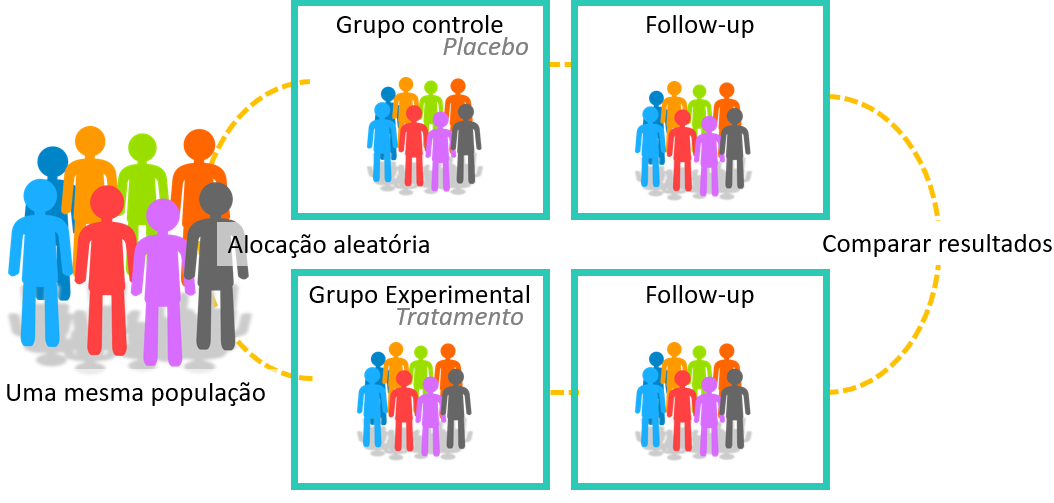 Grupo controle
Placebo
Follow-up
Alocação aleatória
Comparar resultados
Grupo Experimental
Tratamento
Follow-up
Uma mesma população